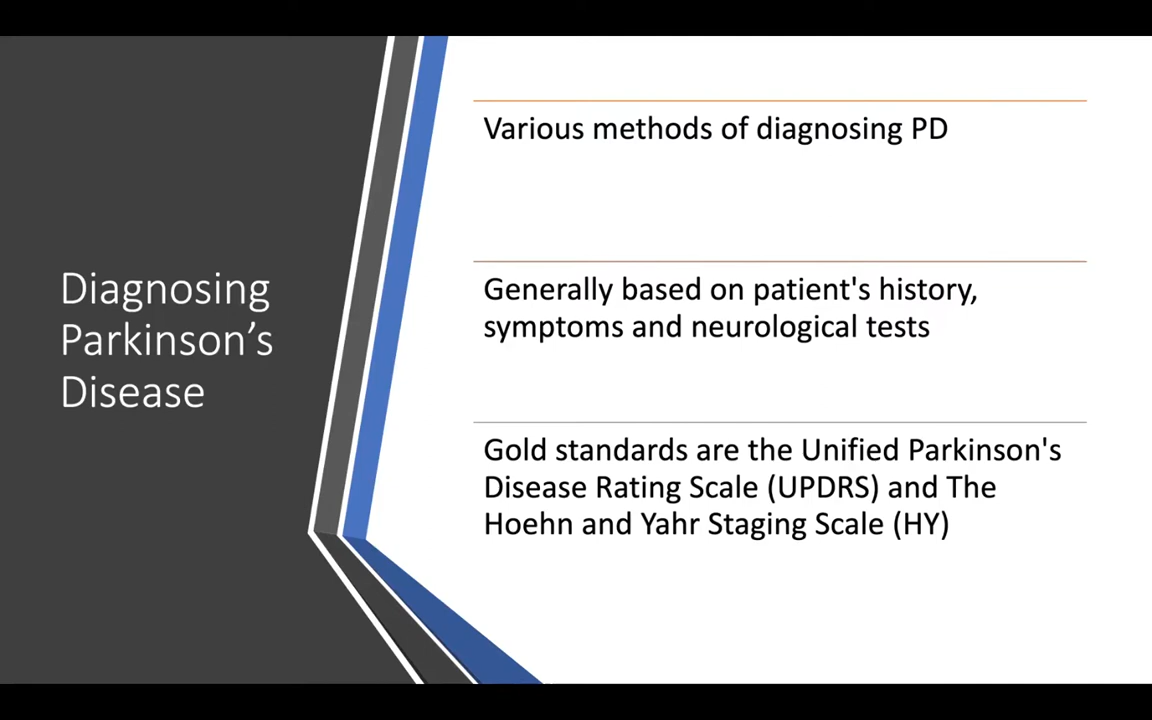 Diagnosing
Parkinson’s
Disease
Various methods of diagnosing PD
Generally based on patient's history,
symptoms and neurological tests
Gold standards are the Unified Parkinson's
Disease Rating Scale (UPDRS) and The
Hoehn and Yahr Staging Scale (HY)